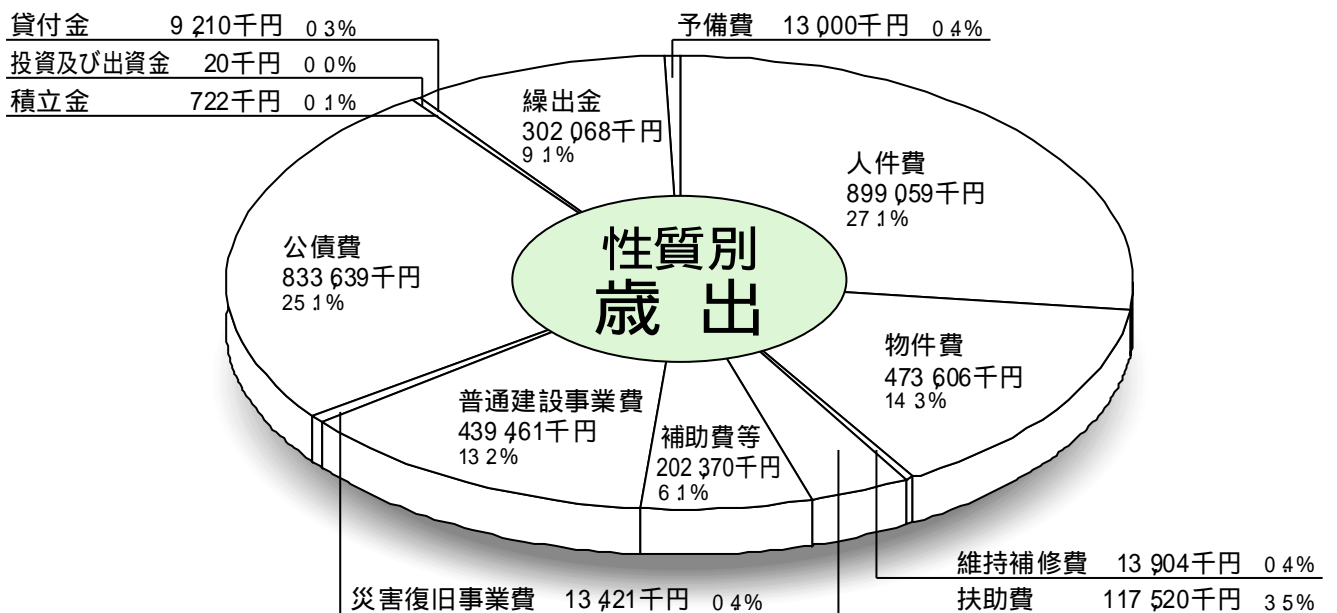 貸付金 9,210千円 0.3%
投資及び出資金 20千円 0.0%
積立金 722千円 0.1%
予備費 13,000千円 0.4%
繰出金
302,068千円
9.1%
人件費
899,059千円
27.1%
公債費
833,639千円
25.1%
性質別
歳出
物件費
473,606千円
14.3%
普通建設事業費
439,461千円
13.2%
補助費等
202,370千円
6.1%
維持補修費 13,904千円 0.4%
災害復旧事業費 13,421千円 0.4%
扶助費 117,520千円 3.5%